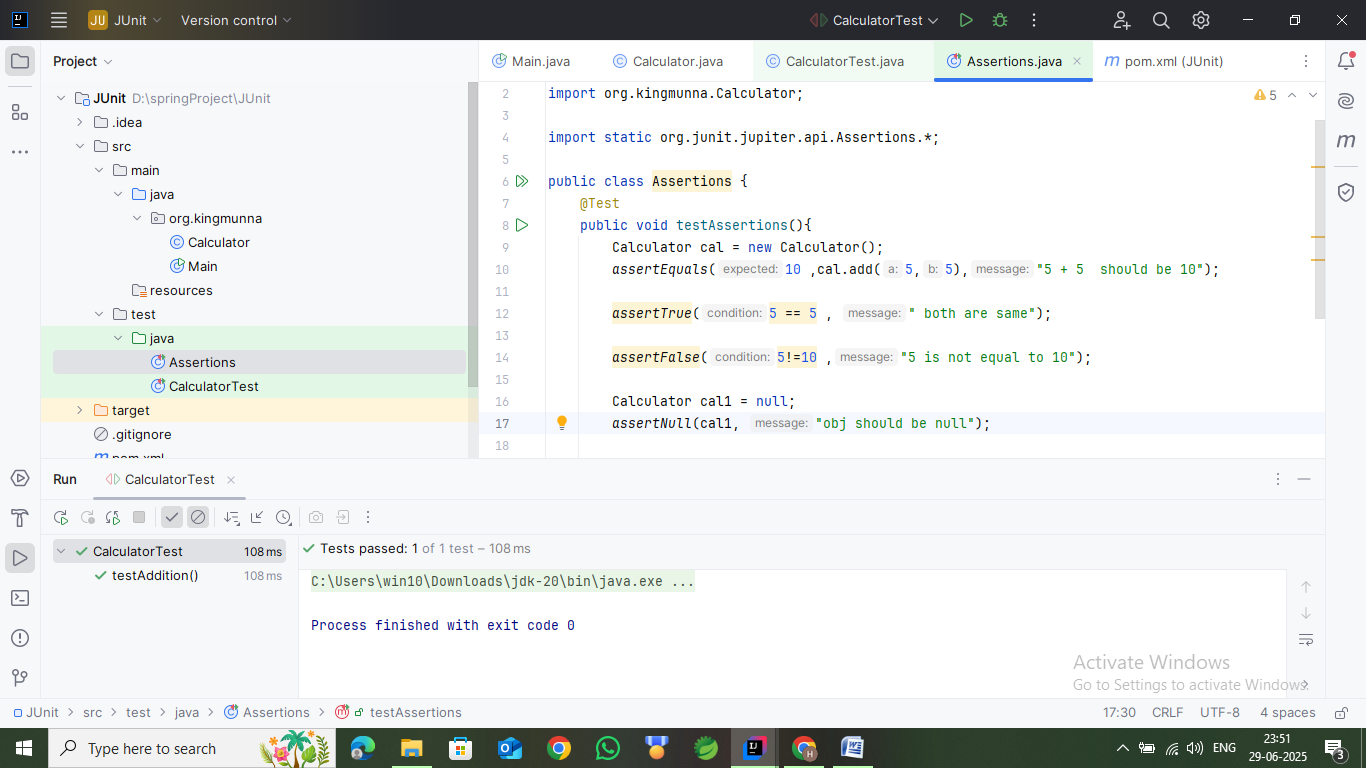 JU JUnit Version control CalculatorTest
Project
JUnit D:\springProject\JUnit
.idea
src
main
java
org.kingmunna
Calculator
Main
resources
test
java
Assertions
CalculatorTest
target
.gitignore
pom.xml
Main.java Calculator.java CalculatorTest.java Assertions.java pom.xml (JUnit)
5
2 import org.kingmunna.Calculator;
3
4 import static org.junit.jupiter.api.Assertions.*;
5
6 public class Assertions {
7 @Test
8 public void testAssertions(){
9 Calculator cal = new Calculator();
10 assertEquals( expected: 10 ,cal.add( a: 5, b: 5), message: "5 + 5  should be 10");
11
12 assertTrue( condition: 5 == 5 , message: " both are same");
13
14 assertFalse( condition: 5!=10 , message: "5 is not equal to 10");
15
16 Calculator cal1 = null;
17 assertNull(cal1, message: "obj should be null");
18
Run CalculatorTest
CalculatorTest 108 ms
testAddition() 108 ms
Tests passed: 1 of 1 test – 108 ms
C:\Users\win10\Downloads\jdk-20\bin\java.exe ...
Process finished with exit code 0
Activate Windows
Go to Settings to activate Windows.
JUnit > src > test > java > Assertions > testAssertions
17:30 CRLF UTF-8 4 spaces
Type here to search
ENG
23:51
29-06-2025
3